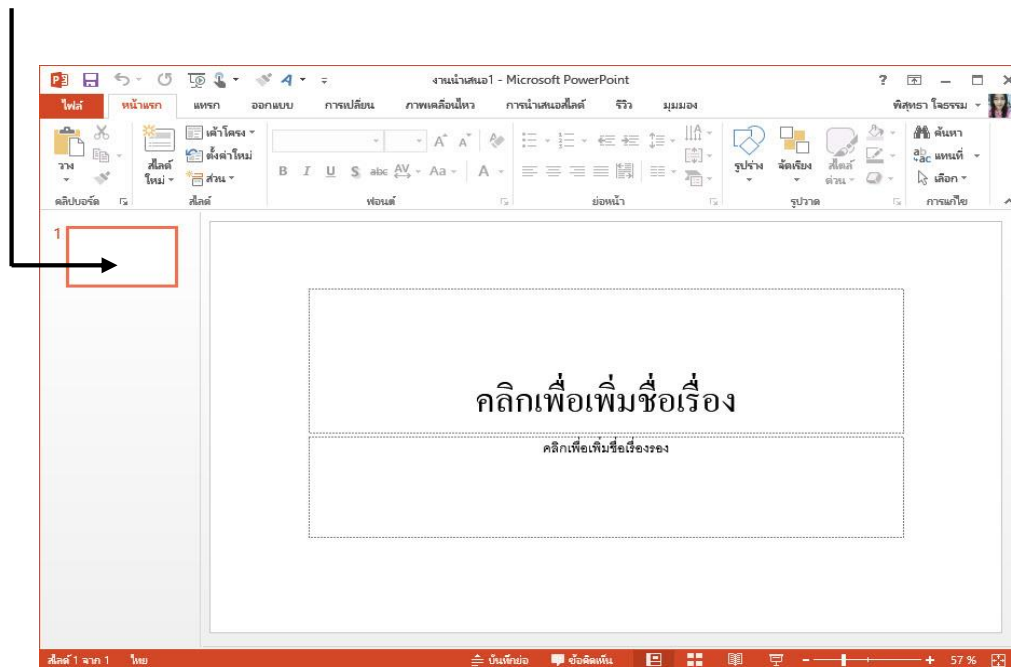 งานนำเสนอ1 - Microsoft PowerPoint
ไฟล์ หน้าแรก แทรก ออกแบบ การเปลี่ยน ภาพเคลื่อนไหว การนำเสนอสไลด์ รีวิว มุมมอง พิสุทธา ใจธรรม
วาง
สไลด์ใหม่
เค้าโครง
ตั้งค่าใหม่
ส่วน
B I U S abc AV Aa A
รูปร่าง จัดเรียง สไตล์ด่วน
ค้นหา
แทนที่
เลือก
คลิปบอร์ด สไลด์ ฟอนต์ ย่อหน้า รูปวาด การแก้ไข
1
คลิกเพื่อเพิ่มชื่อเรื่อง
คลิกเพื่อเพิ่มชื่อเรื่องรอง
สไลด์ 1 จาก 1 ไทย บันทึกย่อ ข้อคิดเห็น 57 %